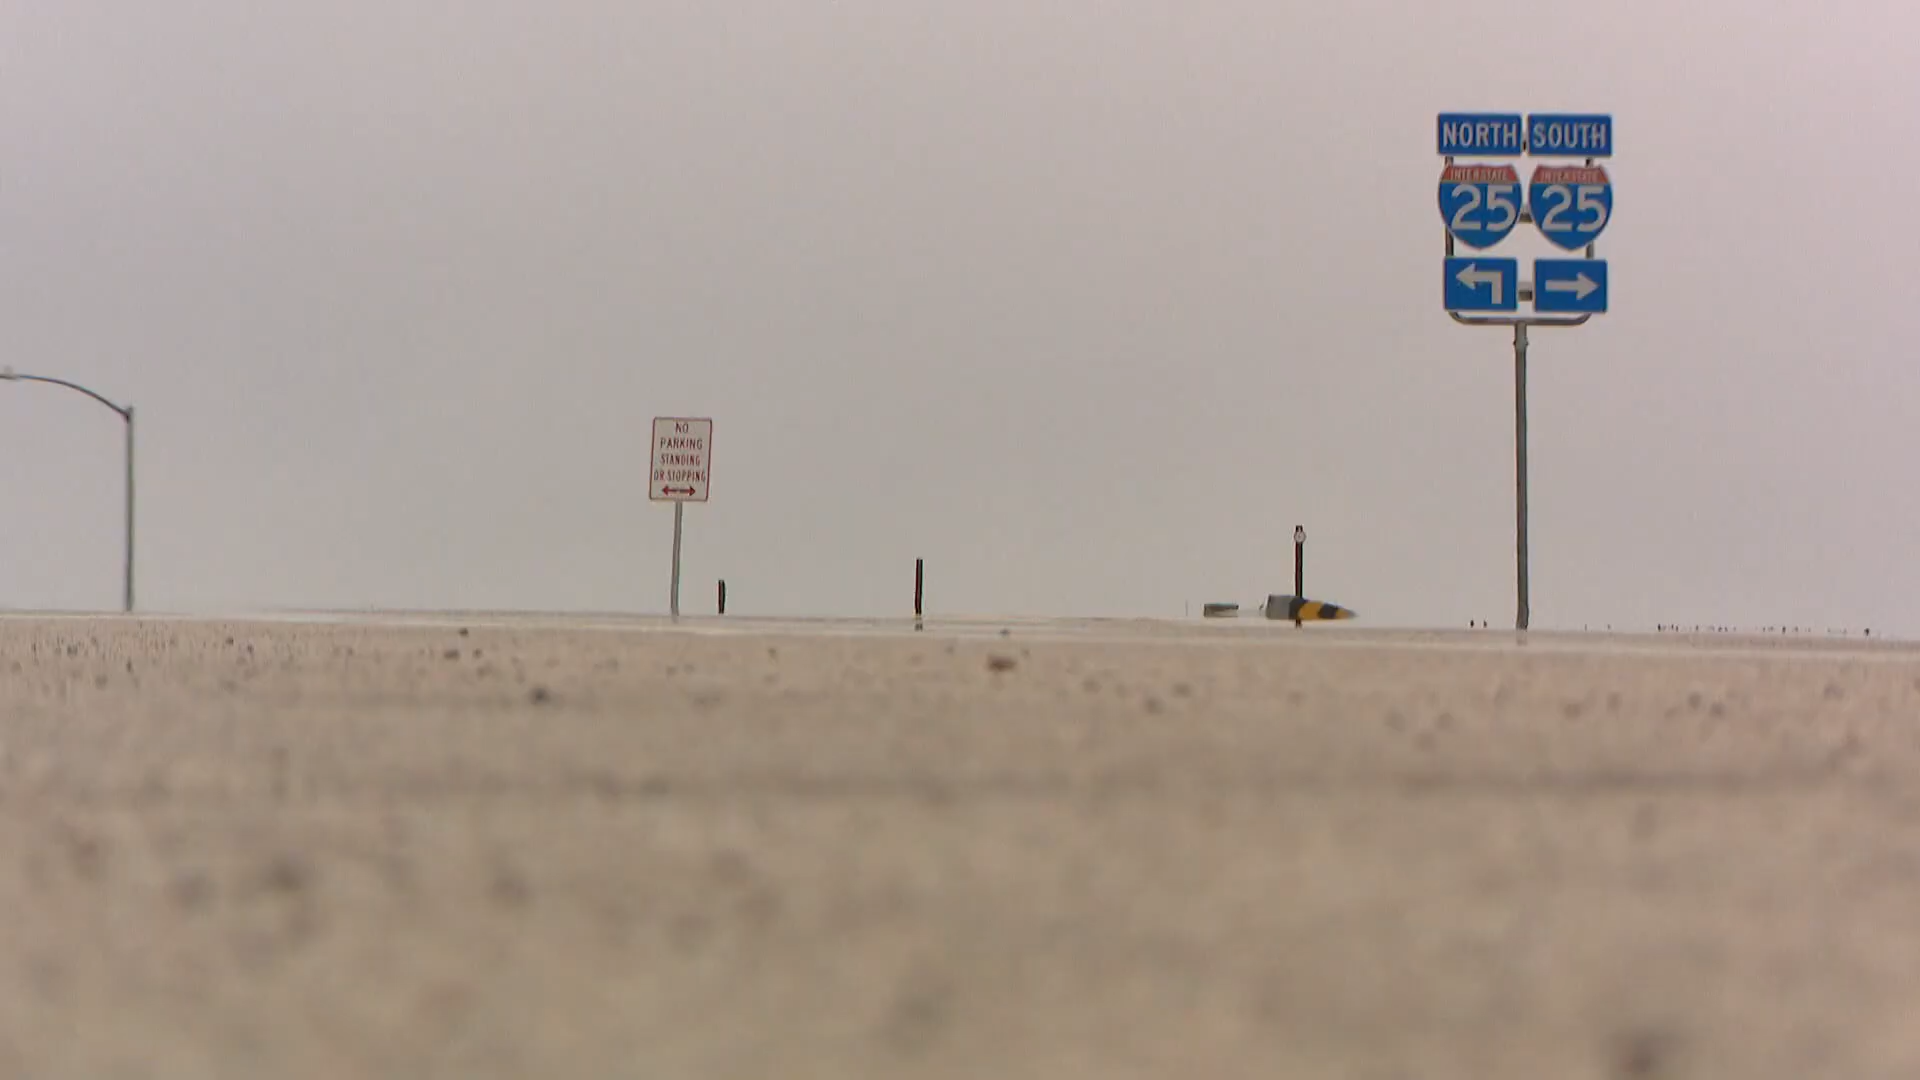 NORTH SOUTH
INTERSTATE INTERSTATE
25 25
NO
PARKING
STANDING
OR STOPPING